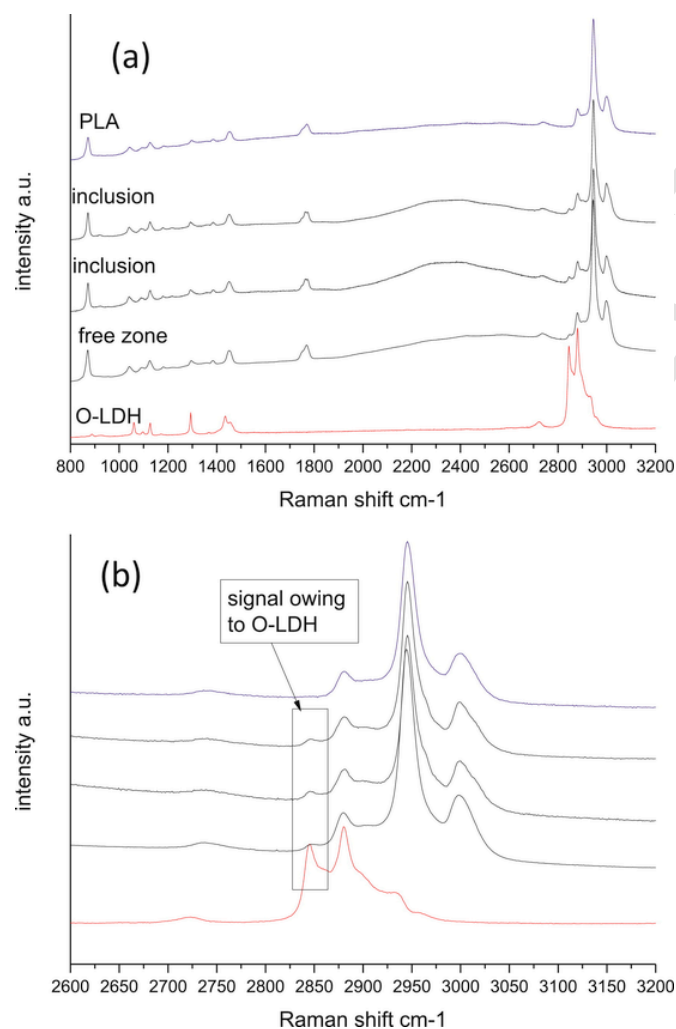 (a)
PLA
inclusion
inclusion
free zone
O-LDH
intensity a.u.
800 1000 1200 1400 1600 1800 2000 2200 2400 2600 2800 3000 3200
Raman shift cm-1
(b)
signal owing
to O-LDH
intensity a.u.
2600 2650 2700 2750 2800 2850 2900 2950 3000 3050 3100 3150 3200
Raman shift cm-1